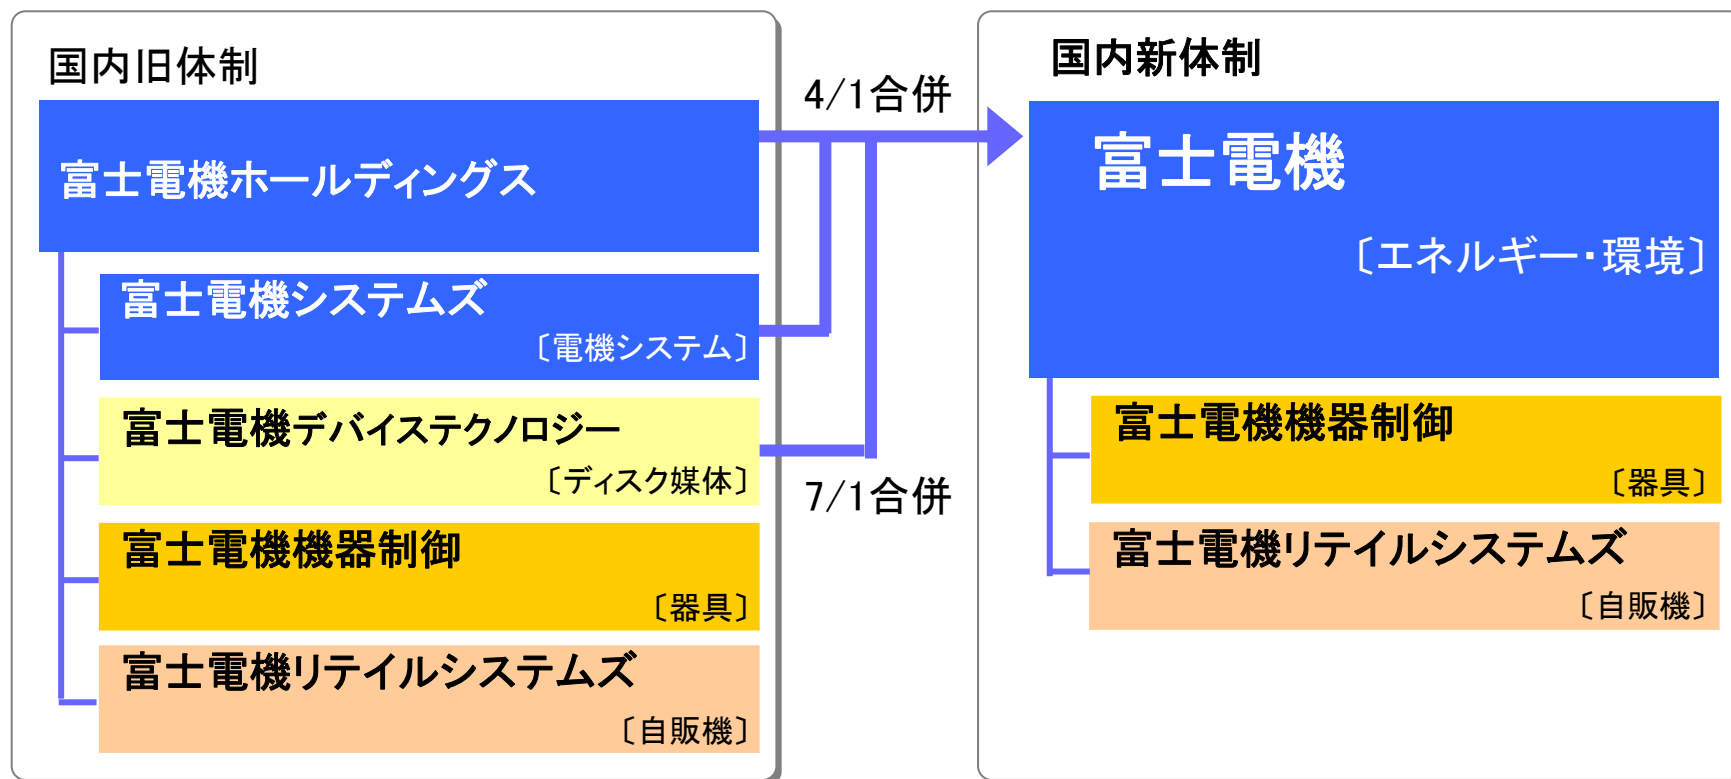 国内旧体制
富士電機ホールディングス
富士電機システムズ
〔電機システム〕
富士電機デバイステクノロジー
〔ディスク媒体〕
富士電機機器制御
〔器具〕
富士電機リテイルシステムズ
〔自販機〕
4/1合併
7/1合併
国内新体制
富士電機
〔エネルギー・環境〕
富士電機機器制御
〔器具〕
富士電機リテイルシステムズ
〔自販機〕